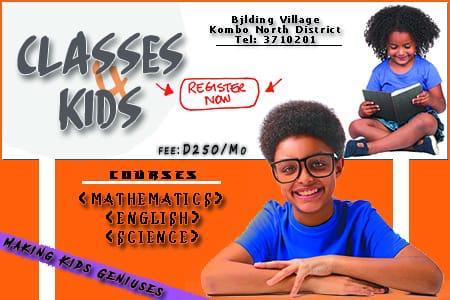 Bjlding Village
Kombo North District
Tel: 3710201
CLASSES
4
KIDS
REGISTER
NOW
FEE: D250/Mo
COURSES
<MATHEMATICS>
<ENGLISH>
<SCIENCE>
MAKING KIDS GENIUSES